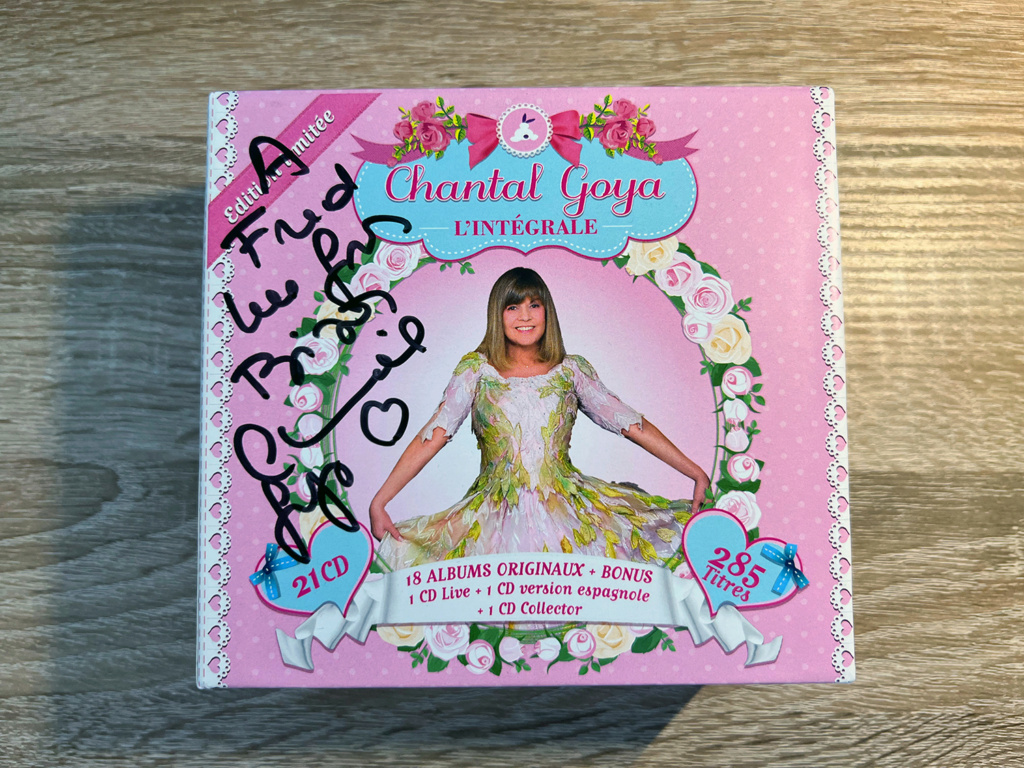 Edition Limitée
Chantal Goya
L'INTÉGRALE
A
Fred
21 CD
18 ALBUMS ORIGINAUX + BONUS
1 CD Live + 1 CD version espagnole
+ 1 CD Collector
285
Titres